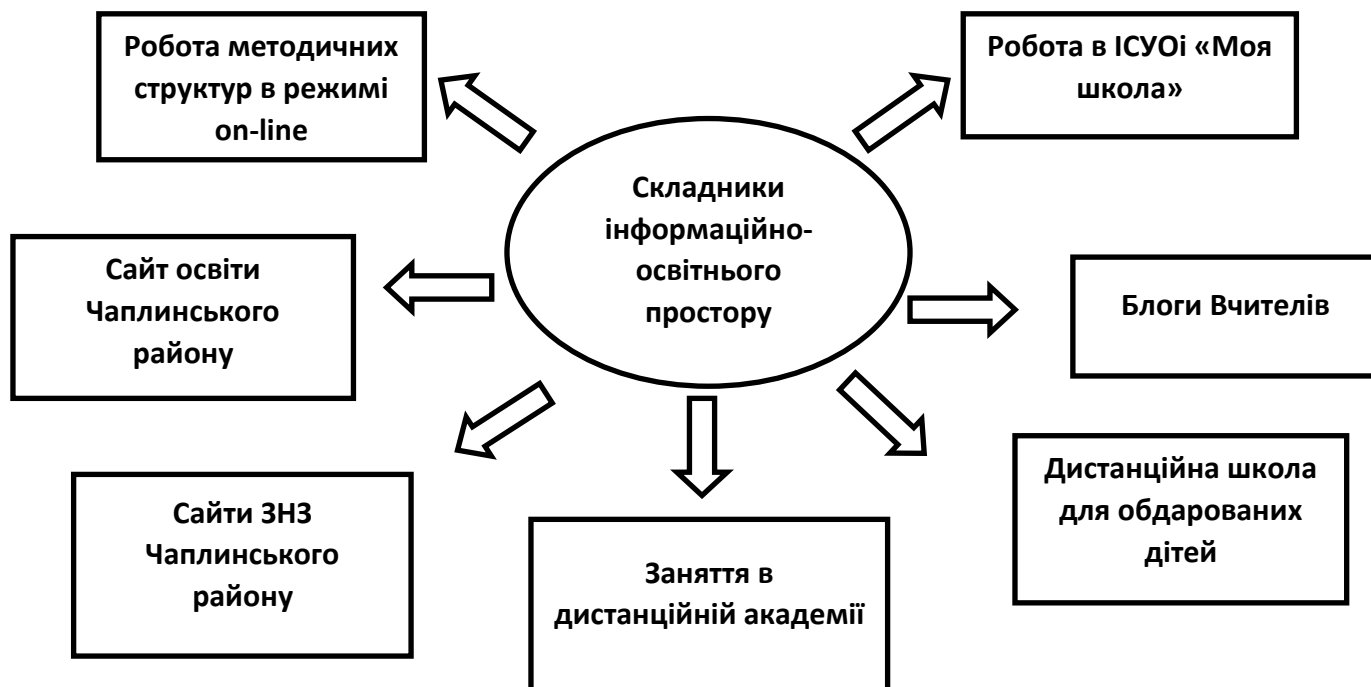 Робота методичних
структур в режимі
on-line
Робота в ІСУОі «Моя
школа»
Складники
інформаційно-
освітнього
простору
Сайт освіти
Чаплинського
району
Блоги Вчителів
Сайти ЗНЗ
Чаплинського
району
Заняття в
дистанційній академії
Дистанційна школа
для обдарованих
дітей